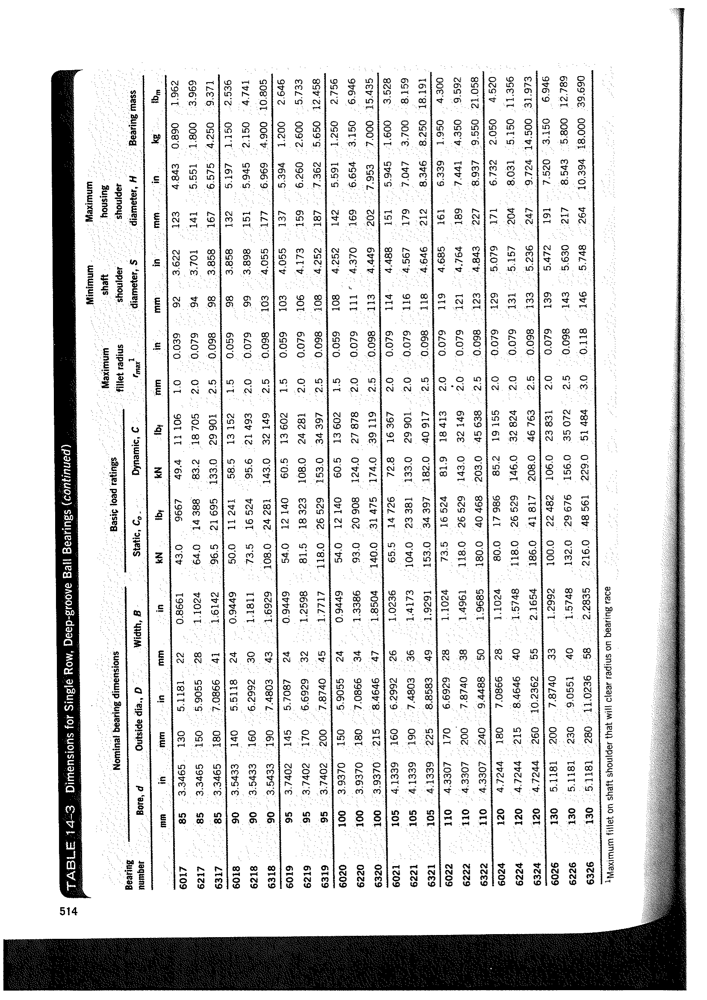 514
TABLE 14–3 Dimensions for Single Row, Deep-groove Ball Bearings (continued)
Nominal bearing dimensions Basic load ratings Maximum fillet radius rmax¹ Minimum shaft shoulder diameter, S Maximum housing shoulder diameter, H
Bearing number Bore, d Outside dia., D Width, B Static, Co Dynamic, C Bearing mass
mm in mm in mm in kN lbf kN lbf mm in mm in mm in kg lbm
6017 85 3.3465 130 5.1181 22 0.8661 43.0 9667 49.4 11 106 1.0 0.039 92 3.622 123 4.843 0.890 1.962
6217 85 3.3465 150 5.9055 28 1.1024 64.0 14 388 83.2 18 705 2.0 0.079 94 3.701 141 5.551 1.800 3.969
6317 85 3.3465 180 7.0866 41 1.6142 96.5 21 695 133.0 29 901 2.5 0.098 98 3.858 167 6.575 4.250 9.371
6018 90 3.5433 140 5.5118 24 0.9449 50.0 11 241 58.5 13 152 1.5 0.059 98 3.858 132 5.197 1.150 2.536
6218 90 3.5433 160 6.2992 30 1.1811 73.5 16 524 95.6 21 493 2.0 0.079 99 3.898 151 5.945 2.150 4.741
6318 90 3.5433 190 7.4803 43 1.6929 108.0 24 281 143.0 32 149 2.5 0.098 103 4.055 177 6.969 4.900 10.805
6019 95 3.7402 145 5.7087 24 0.9449 54.0 12 140 60.5 13 602 1.5 0.059 103 4.055 137 5.394 1.200 2.646
6219 95 3.7402 170 6.6929 32 1.2598 81.5 18 323 108.0 24 281 2.0 0.079 106 4.173 159 6.260 2.600 5.733
6319 95 3.7402 200 7.8740 45 1.7717 118.0 26 529 153.0 34 397 2.5 0.098 108 4.252 187 7.362 5.650 12.458
6020 100 3.9370 150 5.9055 24 0.9449 54.0 12 140 60.5 13 602 1.5 0.059 108 4.252 142 5.591 1.250 2.756
6220 100 3.9370 180 7.0866 34 1.3386 93.0 20 908 124.0 27 878 2.0 0.079 111 4.370 169 6.654 3.150 6.946
6320 100 3.9370 215 8.4646 47 1.8504 140.0 31 475 174.0 39 119 2.5 0.098 113 4.449 202 7.953 7.000 15.435
6021 105 4.1339 160 6.2992 26 1.0236 65.5 14 726 72.8 16 367 2.0 0.079 114 4.488 151 5.945 1.600 3.528
6221 105 4.1339 190 7.4803 36 1.4173 104.0 23 381 133.0 29 901 2.0 0.079 116 4.567 179 7.047 3.700 8.159
6321 105 4.1339 225 8.8583 49 1.9291 153.0 34 397 182.0 40 917 2.5 0.098 118 4.646 212 8.346 8.250 18.191
6022 110 4.3307 170 6.6929 28 1.1024 73.5 16 524 81.9 18 413 2.0 0.079 119 4.685 161 6.339 1.950 4.300
6222 110 4.3307 200 7.8740 38 1.4961 118.0 26 529 143.0 32 149 2.0 0.079 121 4.764 189 7.441 4.350 9.592
6322 110 4.3307 240 9.4488 50 1.9685 180.0 40 468 203.0 45 638 2.5 0.098 123 4.843 227 8.937 9.550 21.058
6024 120 4.7244 180 7.0866 28 1.1024 80.0 17 986 85.2 19 155 2.0 0.079 129 5.079 171 6.732 2.050 4.520
6224 120 4.7244 215 8.4646 40 1.5748 118.0 26 529 146.0 32 824 2.0 0.079 131 5.157 204 8.031 5.150 11.356
6324 120 4.7244 260 10.2362 55 2.1654 186.0 41 817 208.0 46 763 2.5 0.098 133 5.236 247 9.724 14.500 31.973
6026 130 5.1181 200 7.8740 33 1.2992 100.0 22 482 106.0 23 831 2.0 0.079 139 5.472 191 7.520 3.150 6.946
6226 130 5.1181 230 9.0551 40 1.5748 132.0 29 676 156.0 35 072 2.5 0.098 143 5.630 217 8.543 5.800 12.789
6326 130 5.1181 280 11.0236 58 2.2835 216.0 48 561 229.0 51 484 3.0 0.118 146 5.748 264 10.394 18.000 39.690
¹Maximum fillet on shaft shoulder that will clear radius on bearing race